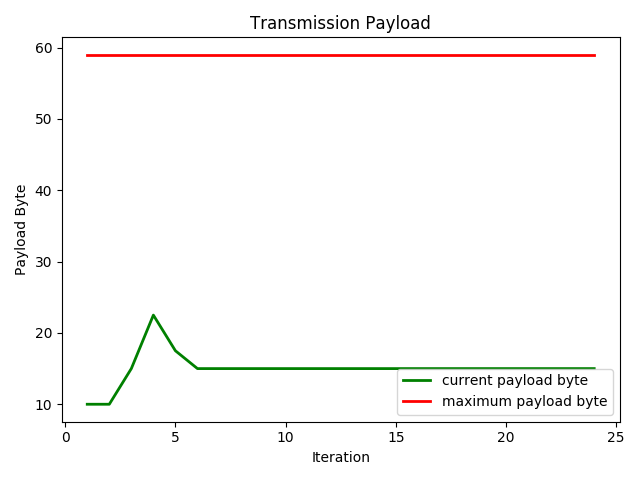 Transmission Payload
60
50
40
30
20
10
Payload Byte
0
5
10
15
20
25
Iteration
current payload byte
maximum payload byte